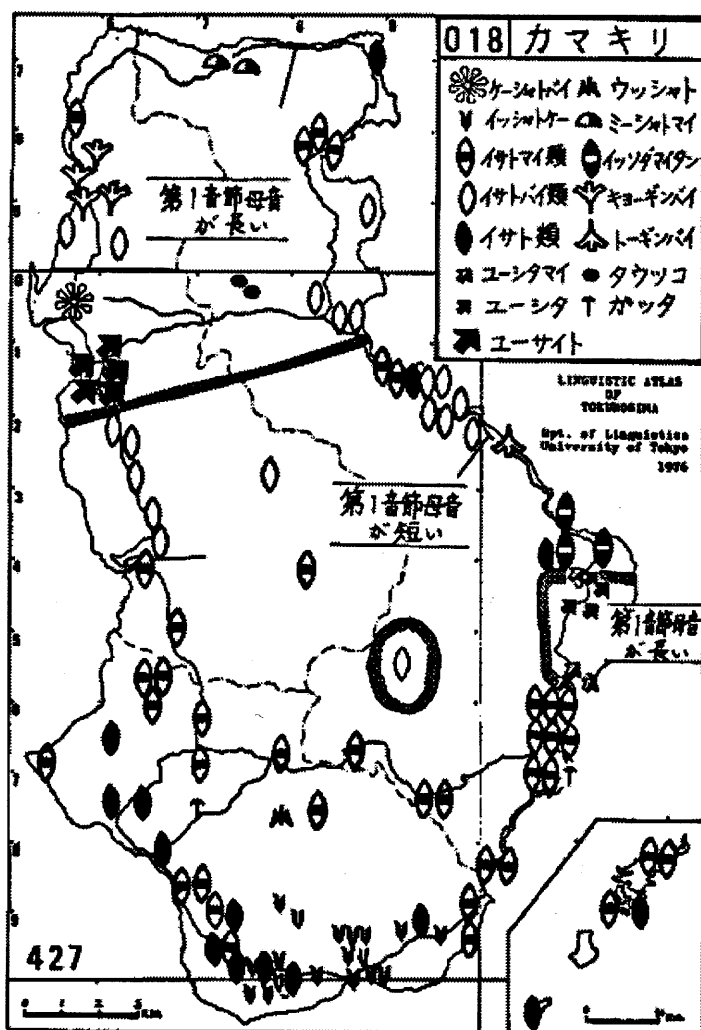 018 カマキリ
ケーシャトバイ ウッシャト
イッシャトケー ミーシャトマイ
イサトマイ類 イッソダマイタン
イサトバイ類 キョーギンバイ
イサト類 トーギンバイ
ユーシタマイ タウッコ
ユーシタ ガッタ
ユーサイト
LINGUISTIC ATLAS
OF
TOKUNOSIMA
Dpt. of Linguistics
University of Tokyo
1976
第1音節母音
が長い
第1音節母音
が短い
第1音節母音
が長い
427